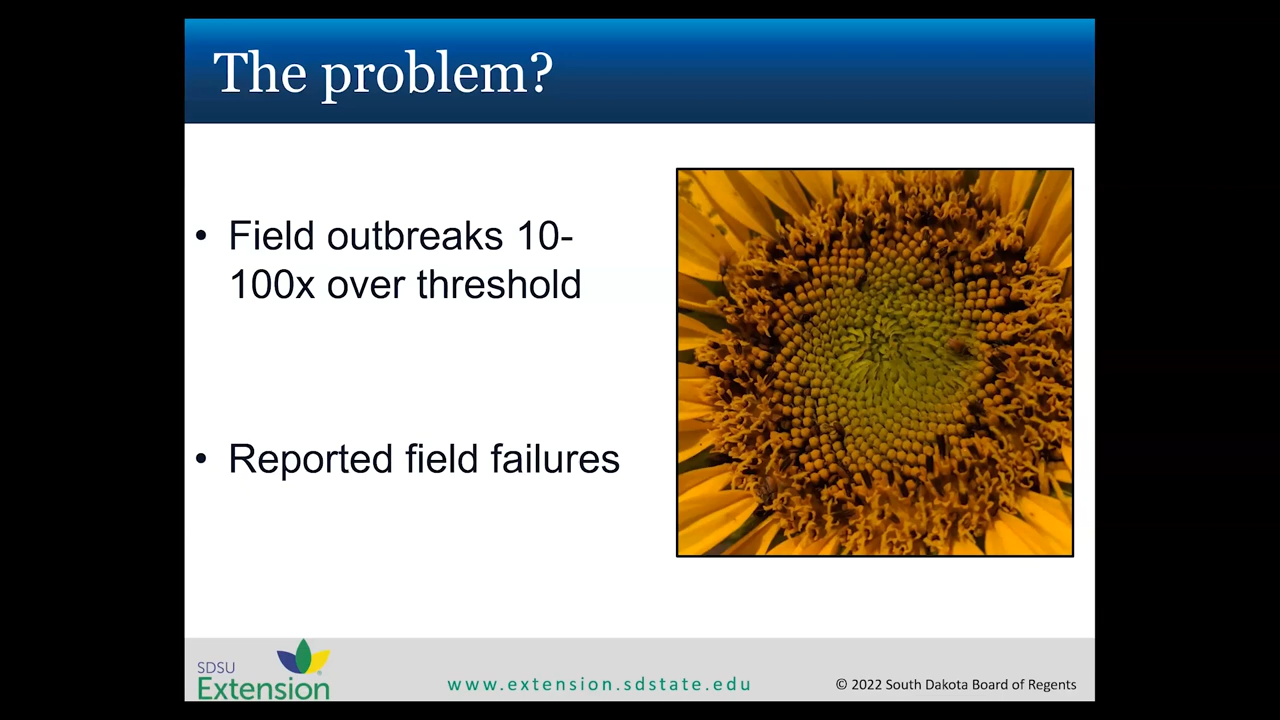 The problem?
• Field outbreaks 10-
100x over threshold
• Reported field failures
SDSU
Extension
www.extension.sdstate.edu
© 2022 South Dakota Board of Regents